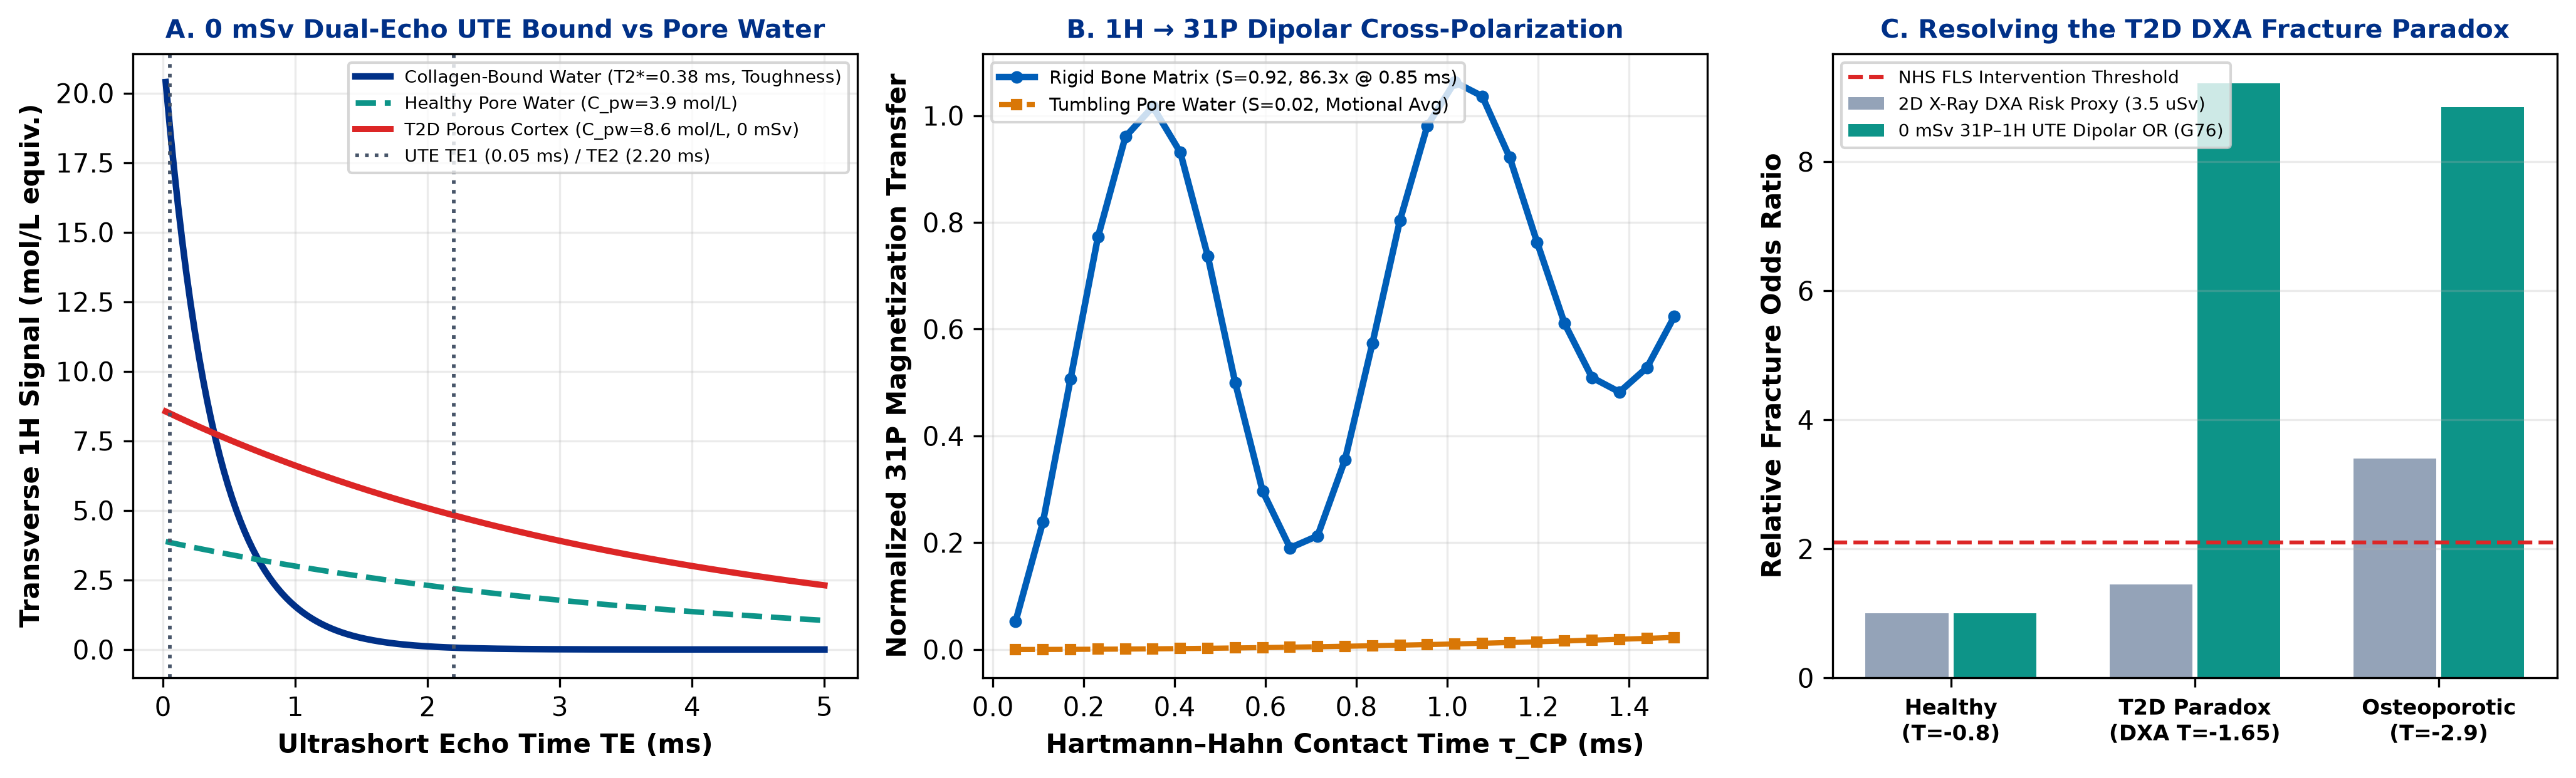 A. 0 mSv Dual-Echo UTE Bound vs Pore Water
Transverse 1H Signal (mol/L equiv.)
20.0
17.5
15.0
12.5
10.0
7.5
5.0
2.5
0.0
Collagen-Bound Water (T2*=0.38 ms, Toughness)
Healthy Pore Water (C_pw=3.9 mol/L)
T2D Porous Cortex (C_pw=8.6 mol/L, 0 mSv)
UTE TE1 (0.05 ms) / TE2 (2.20 ms)
0 1 2 3 4 5
Ultrashort Echo Time TE (ms)
B. 1H → 31P Dipolar Cross-Polarization
Normalized 31P Magnetization Transfer
1.0
0.8
0.6
0.4
0.2
0.0
Rigid Bone Matrix (S=0.92, 86.3x @ 0.85 ms)
Tumbling Pore Water (S=0.02, Motional Avg)
0.0 0.2 0.4 0.6 0.8 1.0 1.2 1.4
Hartmann–Hahn Contact Time τ_CP (ms)
C. Resolving the T2D DXA Fracture Paradox
Relative Fracture Odds Ratio
8
6
4
2
0
NHS FLS Intervention Threshold
2D X-Ray DXA Risk Proxy (3.5 uSv)
0 mSv 31P–1H UTE Dipolar OR (G76)
Healthy
(T=-0.8)
T2D Paradox
(DXA T=-1.65)
Osteoporotic
(T=-2.9)